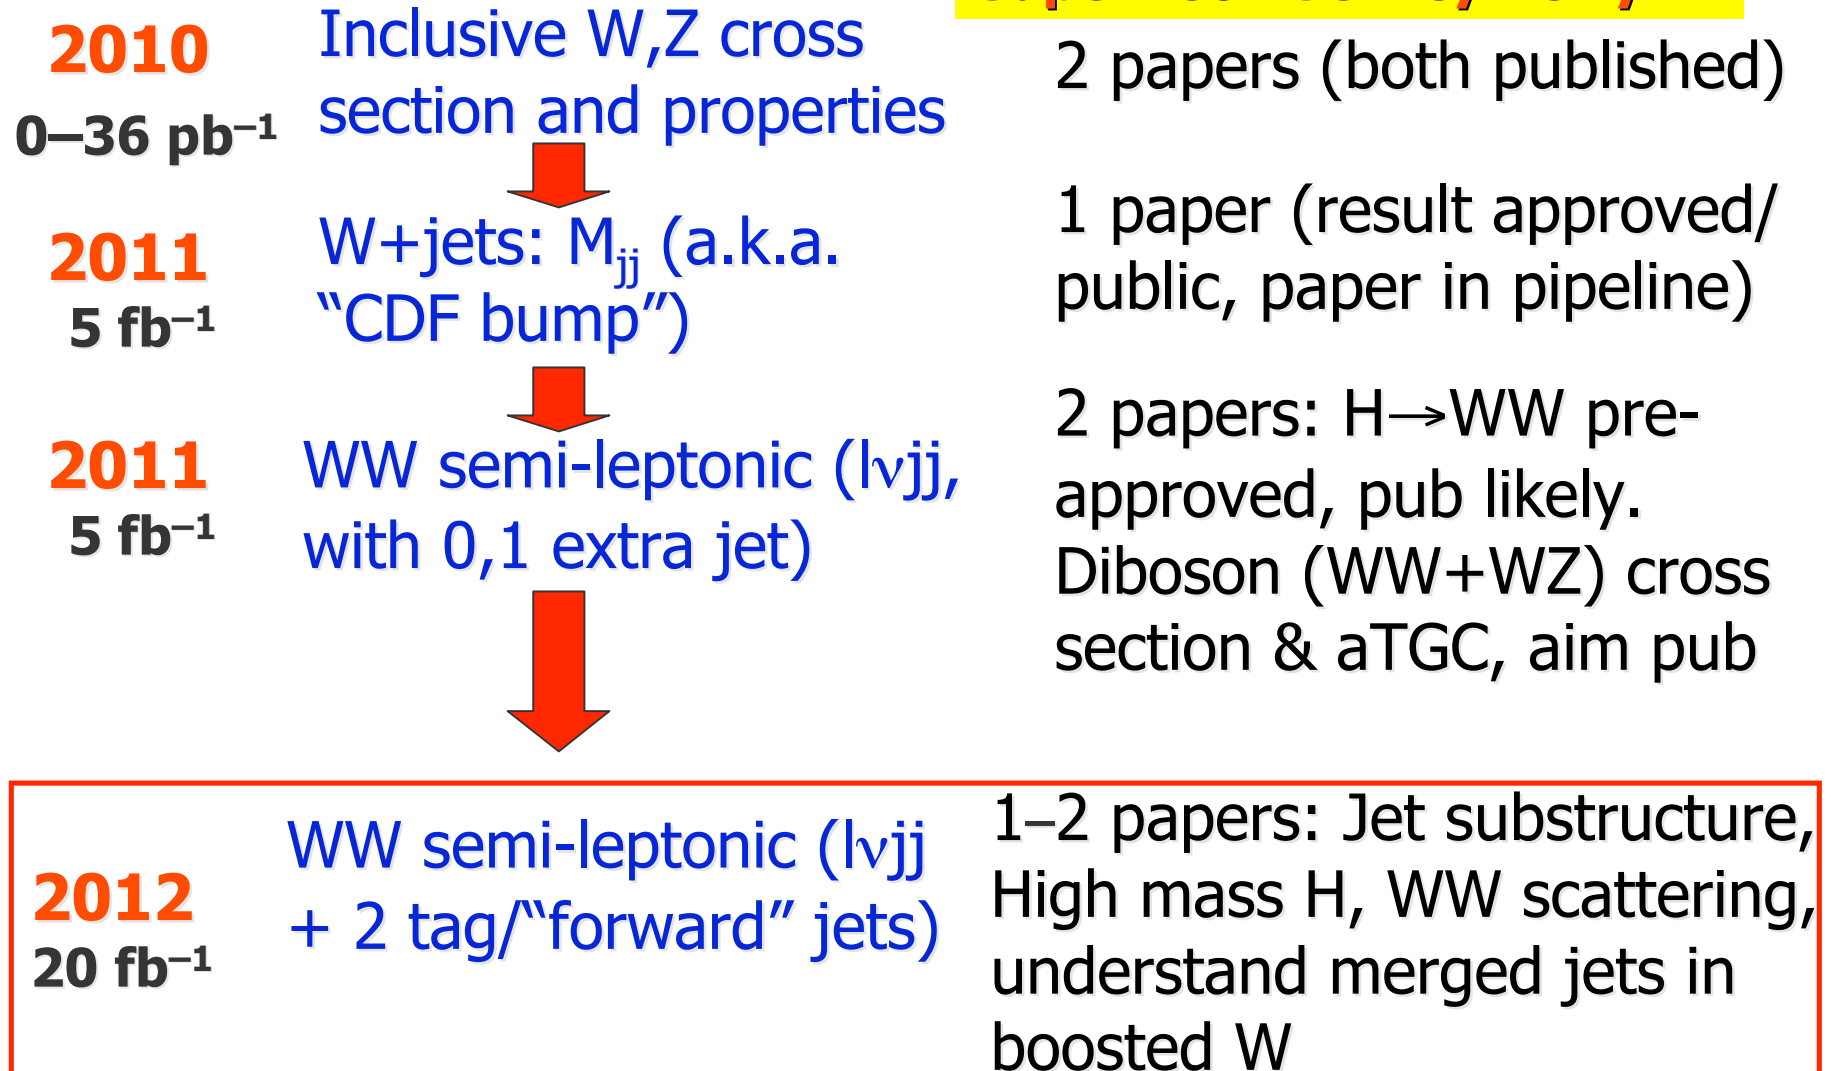 2010
0–36 pb–1
Inclusive W,Z cross
section and properties
2 papers (both published)
2011
5 fb–1
W+jets: Mjj (a.k.a.
“CDF bump”)
1 paper (result approved/
public, paper in pipeline)
2011
5 fb–1
WW semi-leptonic (lνjj,
with 0,1 extra jet)
2 papers: H→WW pre-
approved, pub likely.
Diboson (WW+WZ) cross
section & aTGC, aim pub
2012
20 fb–1
WW semi-leptonic (lνjj
+ 2 tag/“forward” jets)
1–2 papers: Jet substructure,
High mass H, WW scattering,
understand merged jets in
boosted W